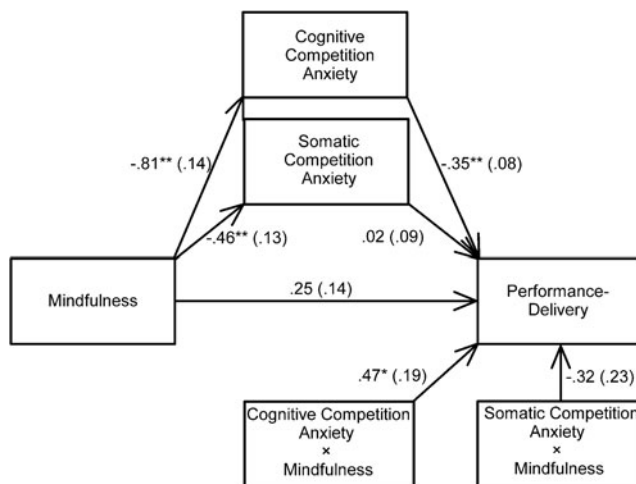 Cognitive
Competition
Anxiety
Somatic
Competition
Anxiety
-.81** (.14)
-.35** (.08)
-.46** (.13)
.02 (.09)
Mindfulness
.25 (.14)
Performance-
Delivery
.47* (.19)
-.32 (.23)
Cognitive Competition
Anxiety
×
Mindfulness
Somatic Competition
Anxiety
×
Mindfulness